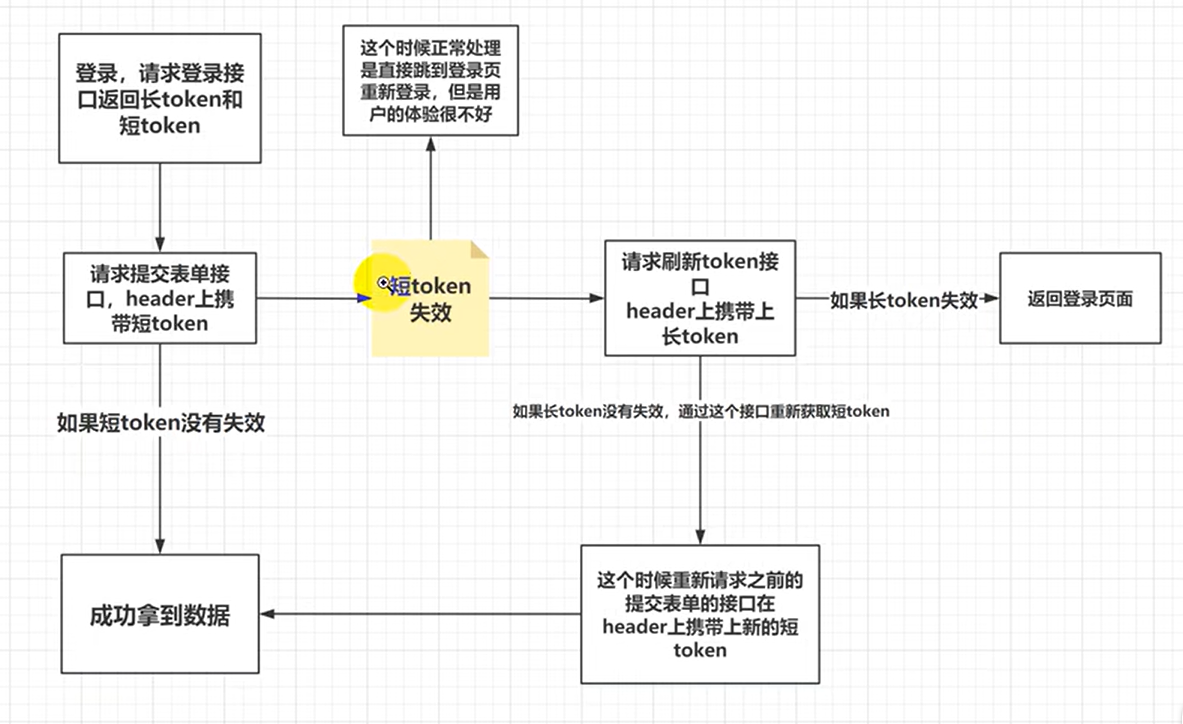 登录，请求登录接
口返回长token和
短token
这个时候正常处理
是直接跳到登录页
重新登录，但是用
户的体验很不好
请求提交表单接
口，header上携
带短token
短token
失效
请求刷新token接
口
header上携带上
长token
如果长token失效
返回登录页面
如果短token没有失效
如果长token没有失效，通过这个接口重新获取短token
成功拿到数据
这个时候重新请求之前的
提交表单的接口在
header上携带上新的短
token